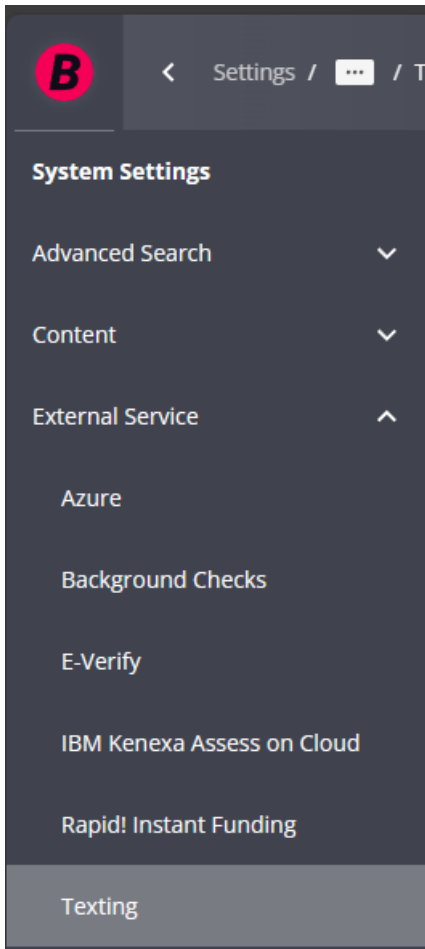 B
Settings / ... / T
System Settings
Advanced Search
Content
External Service
Azure
Background Checks
E-Verify
IBM Kenexa Assess on Cloud
Rapid! Instant Funding
Texting